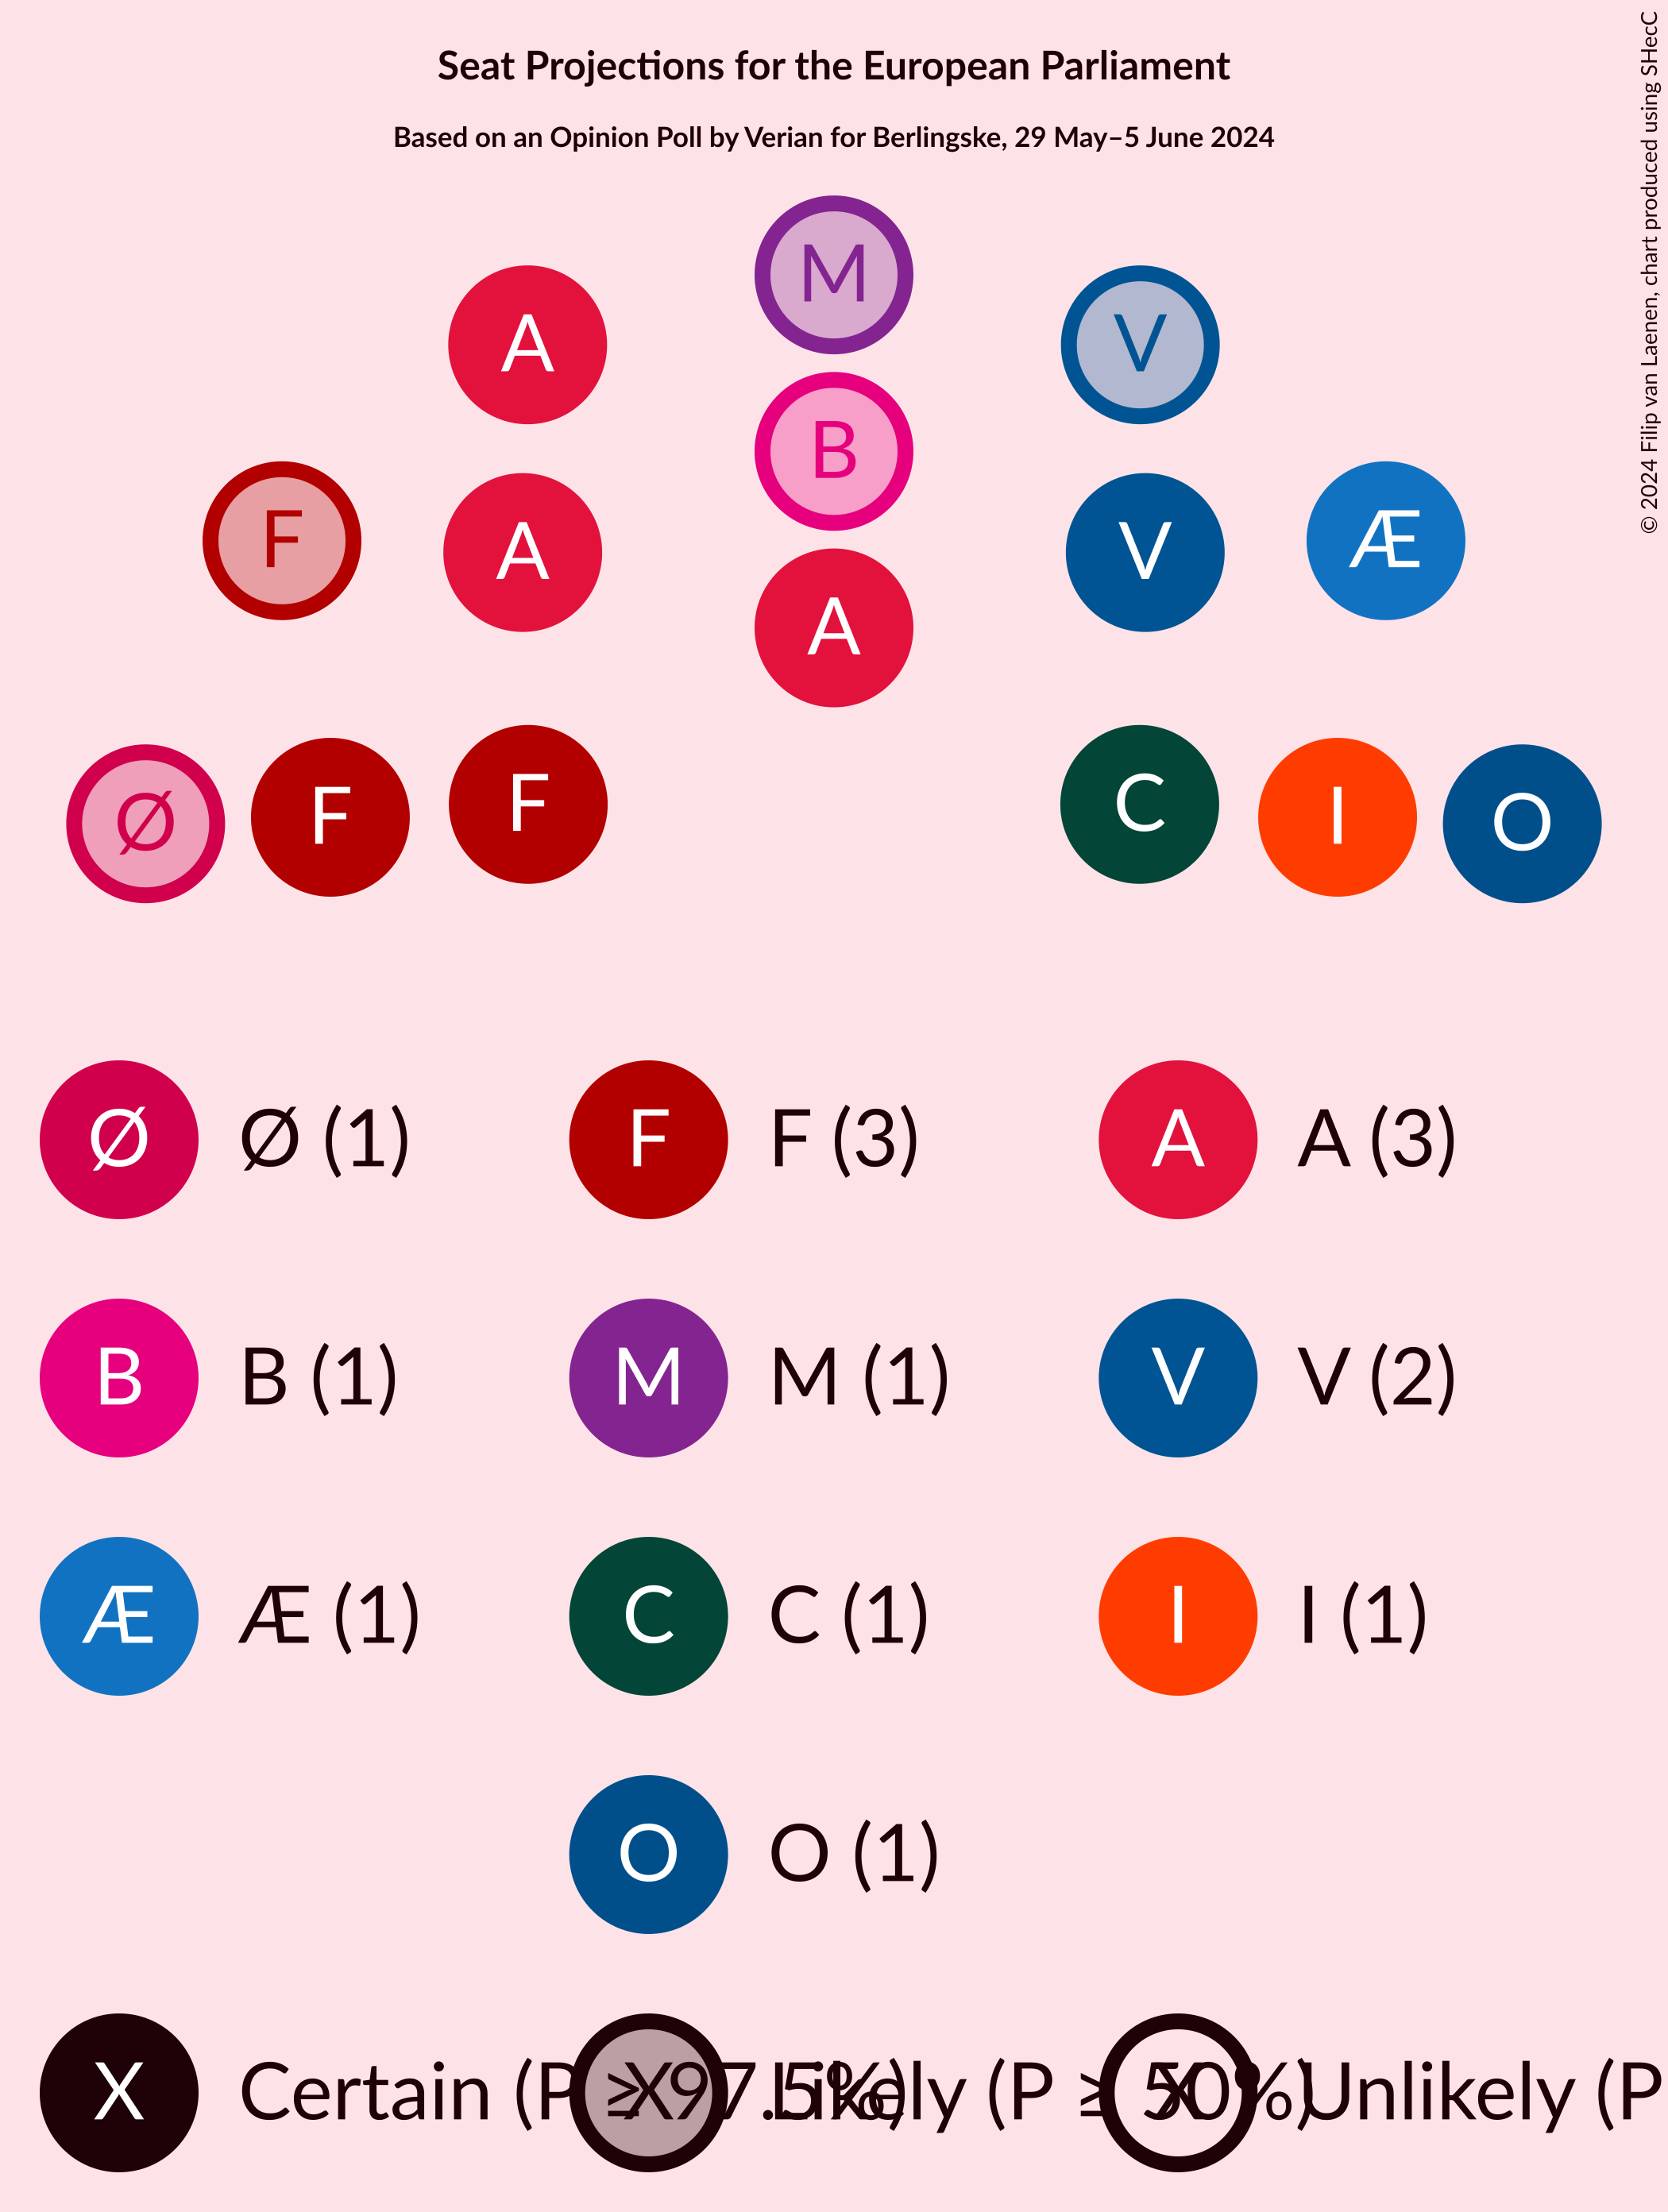 Seat Projections for the European Parliament
Based on an Opinion Poll by Verian for Berlingske, 29 May–5 June 2024
© 2024 Filip van Laenen, chart produced using SHecC
M
A V
B
F Æ
A V
A
F C
F I
Ø O
Ø Ø (1) F F (3) A A (3)
B B (1) M M (1) V V (2)
Æ Æ (1) C C (1) I I (1)
O O (1)
X Certain (P ≥ 97.5%) X Likely (P ≥ 50%) X Unlikely (P